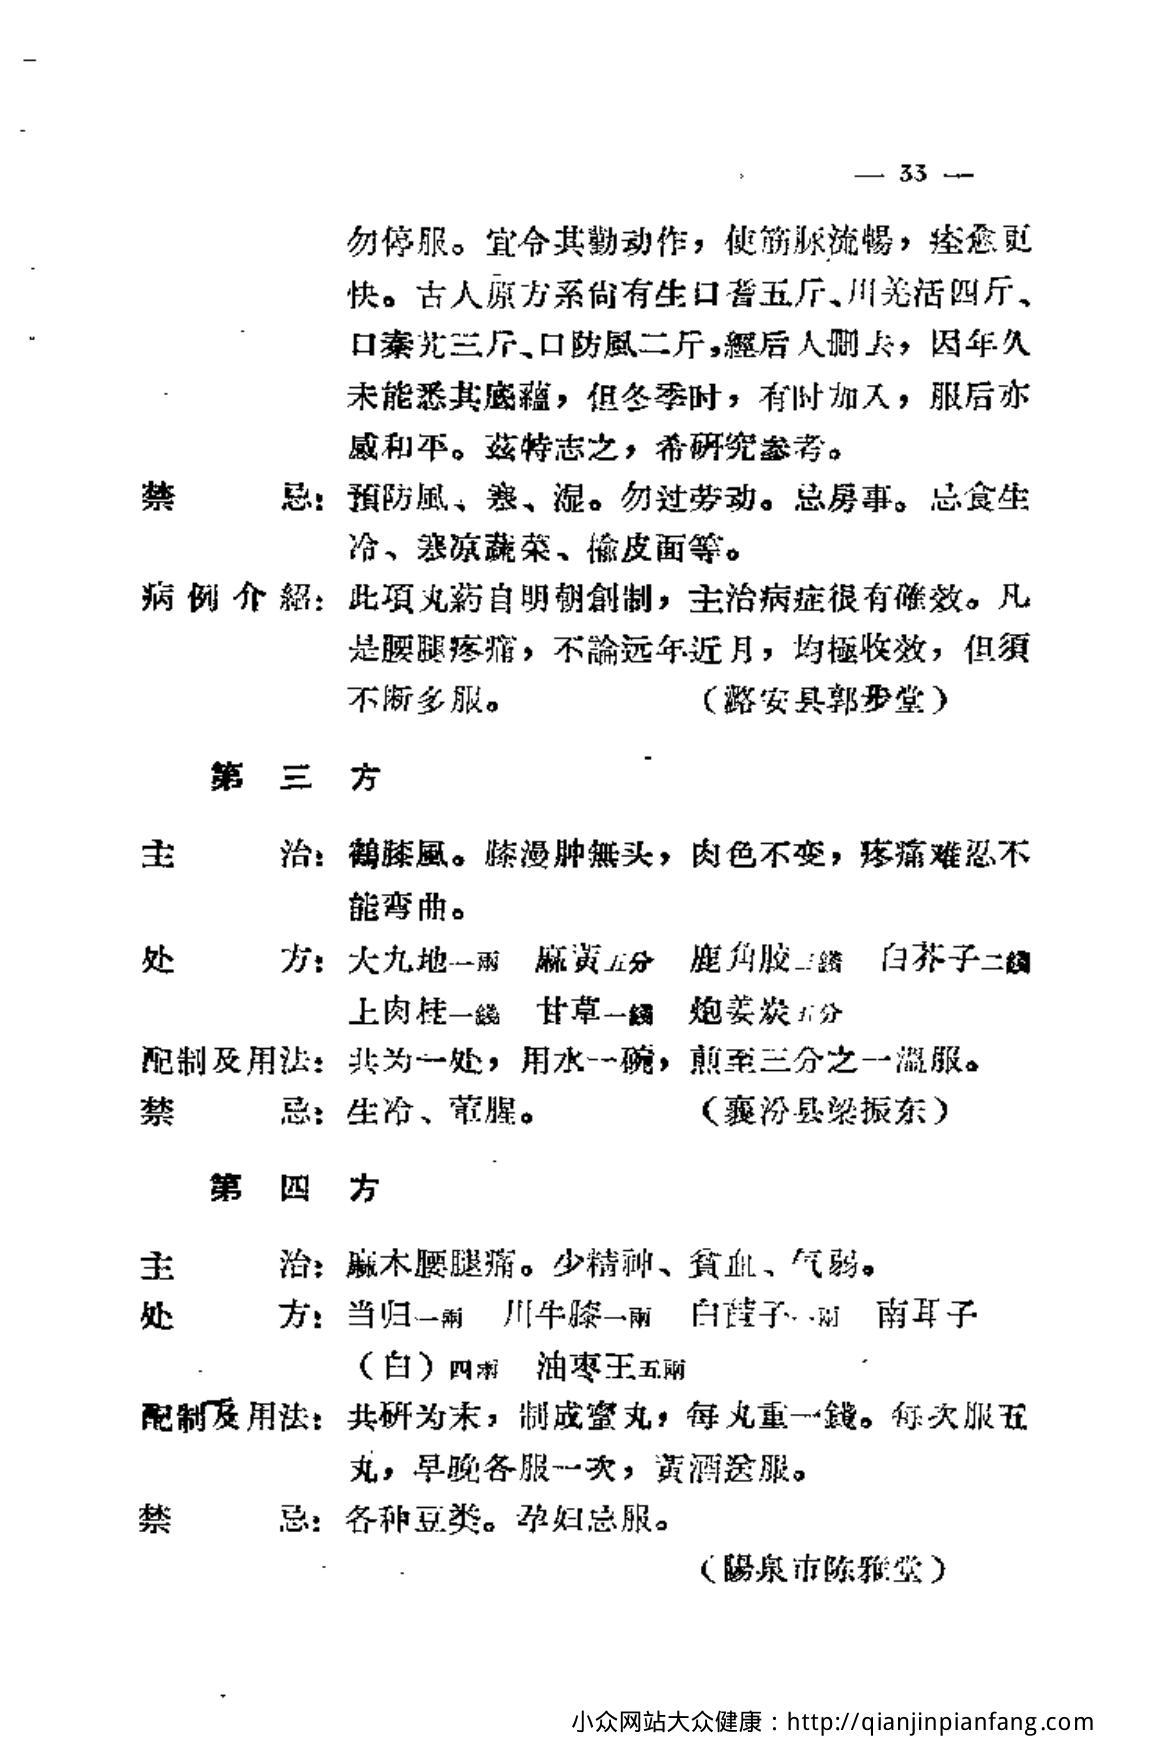 — 33 —
勿停服。宜令其勤动作，使筋脉流暢，痊愈更
快。古人原方系尙有生口蓍五斤、川羌活四斤、
口秦艽三斤、口防風二斤，經后人删去，因年久
未能悉其底蘊，但冬季时，有时加入，服后亦
感和平。茲特志之，希研究参考。
禁忌：預防風、寒、湿。勿过劳动。忌房事。忌食生
冷、寒凉蔬菜、榆皮面等。
病例介紹：此項丸葯自明朝創制，主治病症很有確效。凡
是腰腿疼痛，不論远年近月，均極收效，但須
不断多服。（潞安县郭步堂）
第三方
主治：鶴膝風。膝漫肿無头，肉色不变，疼痛难忍不
能弯曲。
处方：大九地一兩 麻黃五分 鹿角胶三錢 白芥子二錢
上肉桂一錢 甘草一錢 炮姜炭五分
配制及用法：共为一处，用水一碗，煎至三分之一溫服。
禁忌：生冷、葷腥。（襄汾县梁振东）
第四方
主治：麻木腰腿痛。少精神、貧血、气弱。
处方：当归一兩 川牛膝一兩 白蓮子一兩 南耳子
（白）四兩 油枣王五兩
配制及用法：共研为末，制成蜜丸，每丸重一錢。每次服五
丸，早晚各服一次，黃酒送服。
禁忌：各种豆类。孕妇忌服。
（陽泉市陈雅堂）
小众网站大众健康：http://qianjinpianfang.com